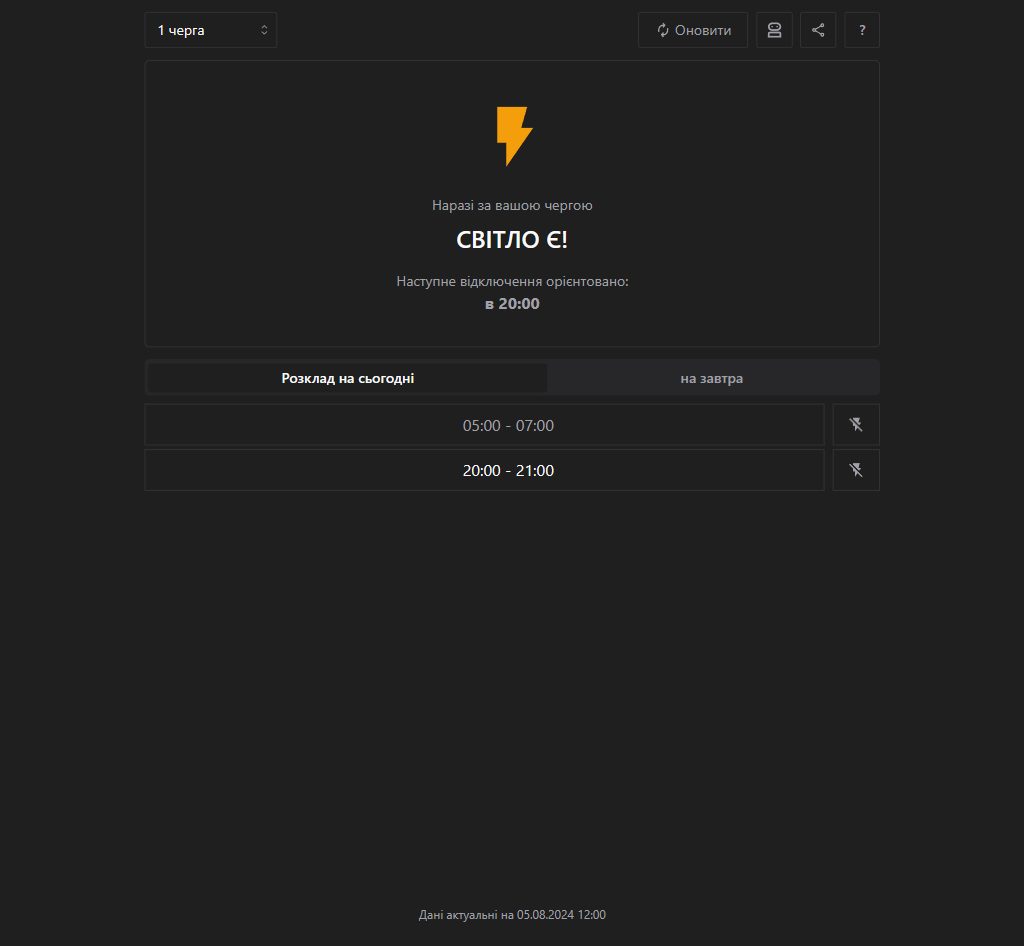 1 черга
Оновити
?
Наразі за вашою чергою
СВІТЛО Є!
Наступне відключення орієнтовано:
в 20:00
Розклад на сьогодні
на завтра
05:00 - 07:00
20:00 - 21:00
Дані актуальні на 05.08.2024 12:00